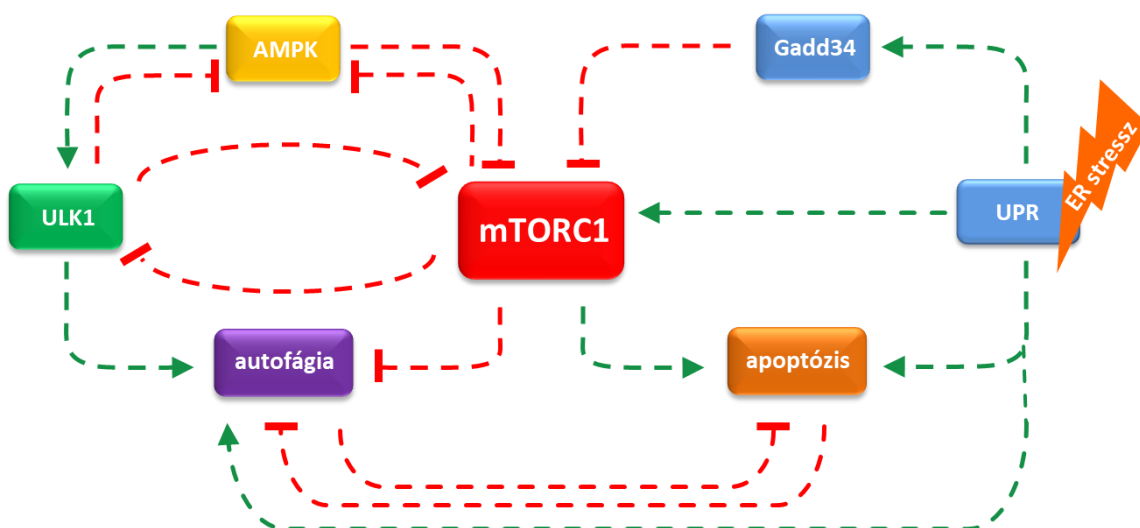 AMPK
Gadd34
ER stressz
ULK1
mTORC1
UPR
autofágia
apoptózis